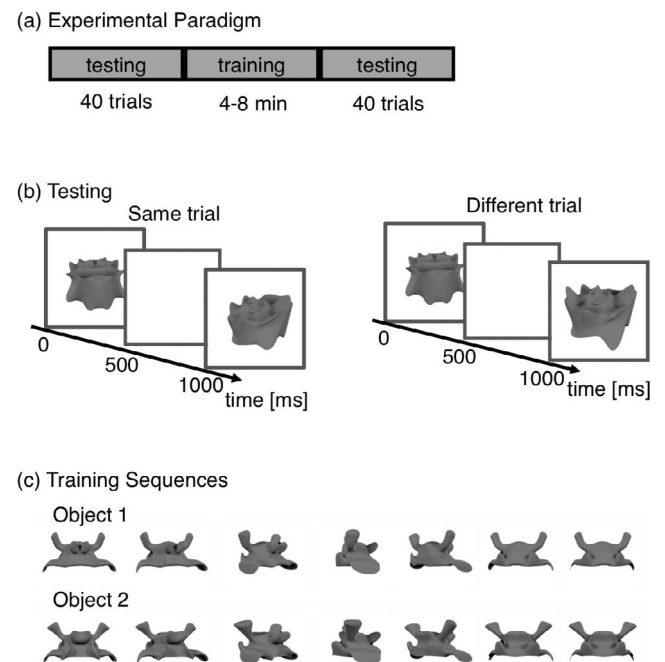 (a) Experimental Paradigm
testing training testing
40 trials 4-8 min 40 trials
(b) Testing
Same trial Different trial
0 500 1000 time [ms]
0 500 1000 time [ms]
(c) Training Sequences
Object 1
Object 2